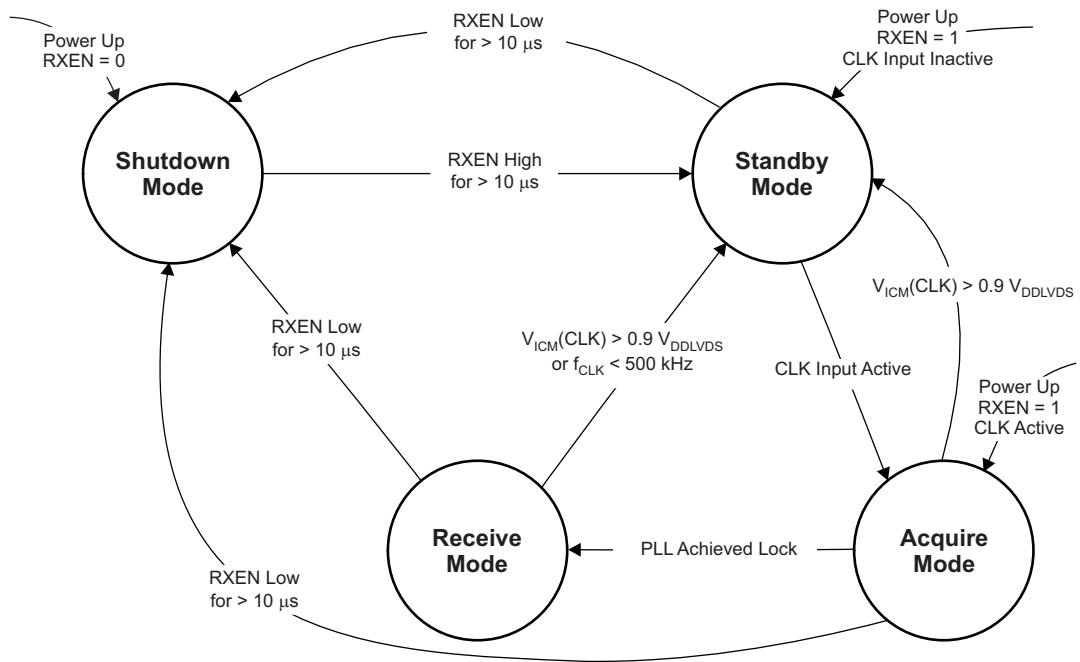 Power Up
RXEN = 0
RXEN Low
for > 10 μs
Power Up
RXEN = 1
CLK Input Inactive
Shutdown
Mode
RXEN High
for > 10 μs
Standby
Mode
RXEN Low
for > 10 μs
V_ICM(CLK) > 0.9 V_DDLVDS
or f_CLK < 500 kHz
V_ICM(CLK) > 0.9 V_DDLVDS
CLK Input Active
Power Up
RXEN = 1
CLK Active
Receive
Mode
PLL Achieved Lock
Acquire
Mode
RXEN Low
for > 10 μs